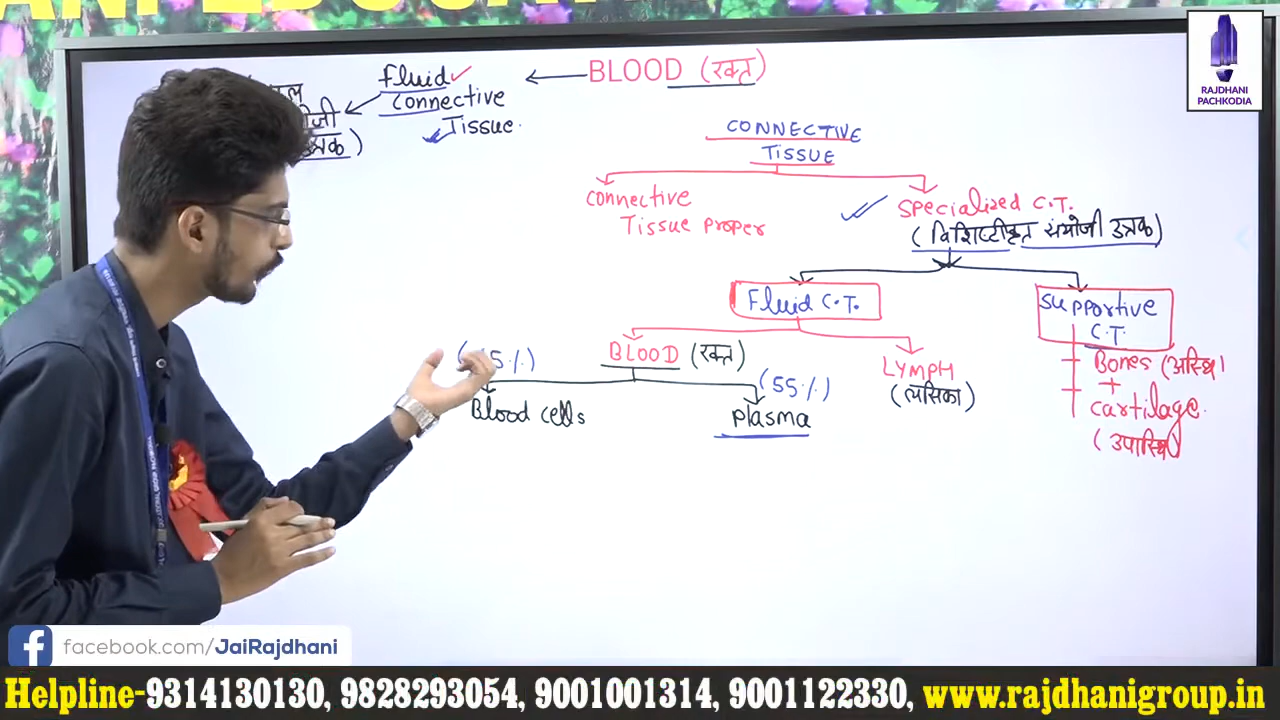 BLOOD (रक्त)
Fluid
Connective
Tissue.
CONNECTIVE
TISSUE
Connective
Tissue Proper
Specialized C.T.
(विशिष्टीकृत संयोजी उत्तक)
Fluid C.T.
Supportive
C.T.
BLOOD (रक्त)
LYMPH
(लसिका)
Bones (अस्थि)
+
Cartilage.
(उपास्थि)
(55%)
Blood cells
Plasma
RAJDHANI
PACHKODIA
facebook.com/JaiRajdhani
Helpline-9314130130, 9828293054, 9001001314, 9001122330, www.rajdhanigroup.in